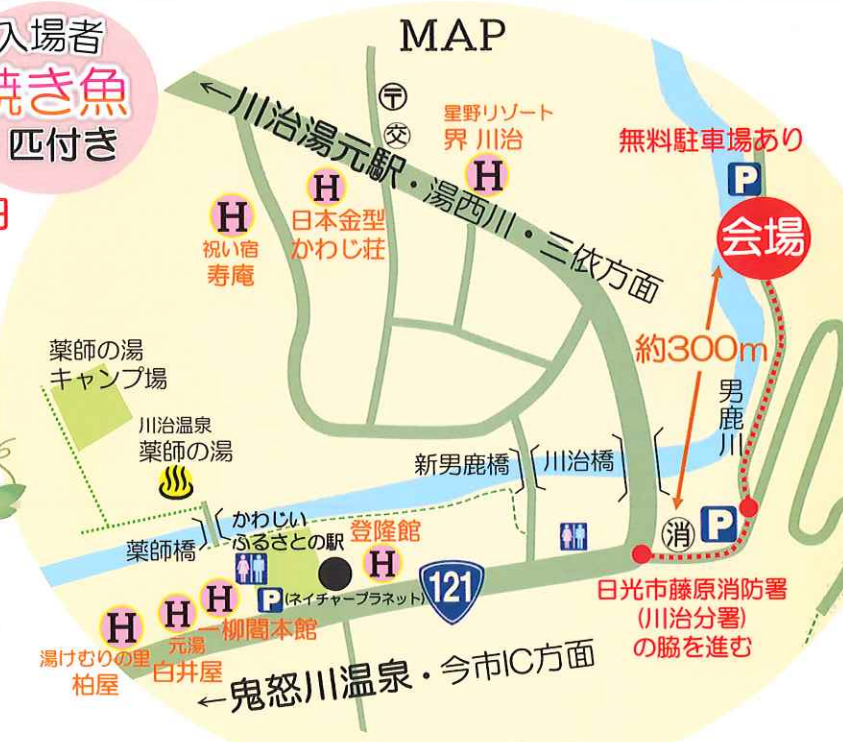 入場者
焼き魚
匹付き
円
MAP
←川治湯元駅・湯西川・三依方面
〒
交
星野リゾート
界 川治
H
無料駐車場あり
P
会場
H
日本金型
かわじ荘
H
祝い宿
寿庵
約300m
男鹿川
薬師の湯
キャンプ場
川治温泉
薬師の湯
新男鹿橋
川治橋
薬師橋
かわじい
ふるさとの駅
登隆館
H
消
P
121
P
(ネイチャープラネット)
日光市藤原消防署
(川治分署)
の脇を進む
H
一柳閣本館
H
元湯
白井屋
H
湯けむりの里
柏屋
←鬼怒川温泉・今市IC方面